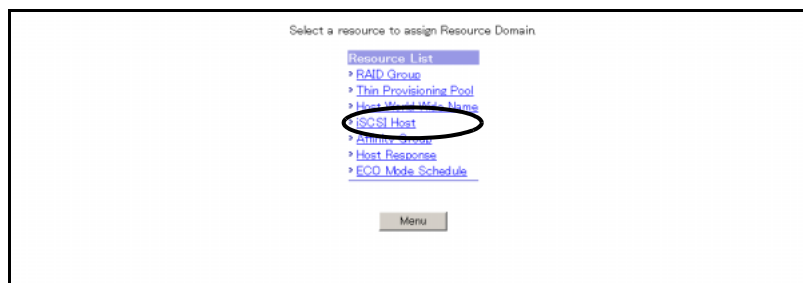 Select a resource to assign Resource Domain.
Resource List
RAID Group
Thin Provisioning Pool
Host World Wide Name
iSCSI Host
Affinity Group
Host Response
ECO Mode Schedule
Menu